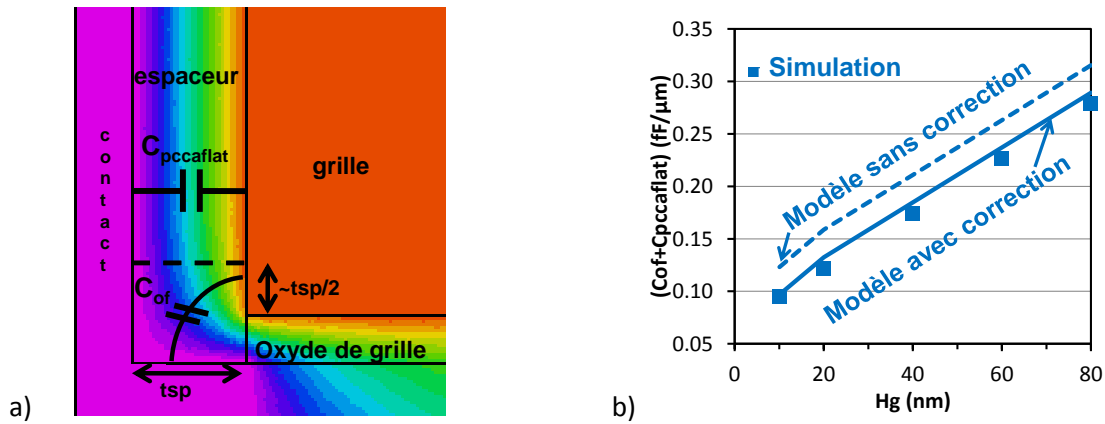 espaceur
contact
Cpccaflat
grille
Cof
~tsp/2
Oxyde de grille
tsp
a)
(Cof+Cpccaflat) (fF/µm)
0.35
0.30
0.25
0.20
0.15
0.10
0.05
Simulation
Modèle sans correction
Modèle avec correction
0
20
40
60
80
Hg (nm)
b)